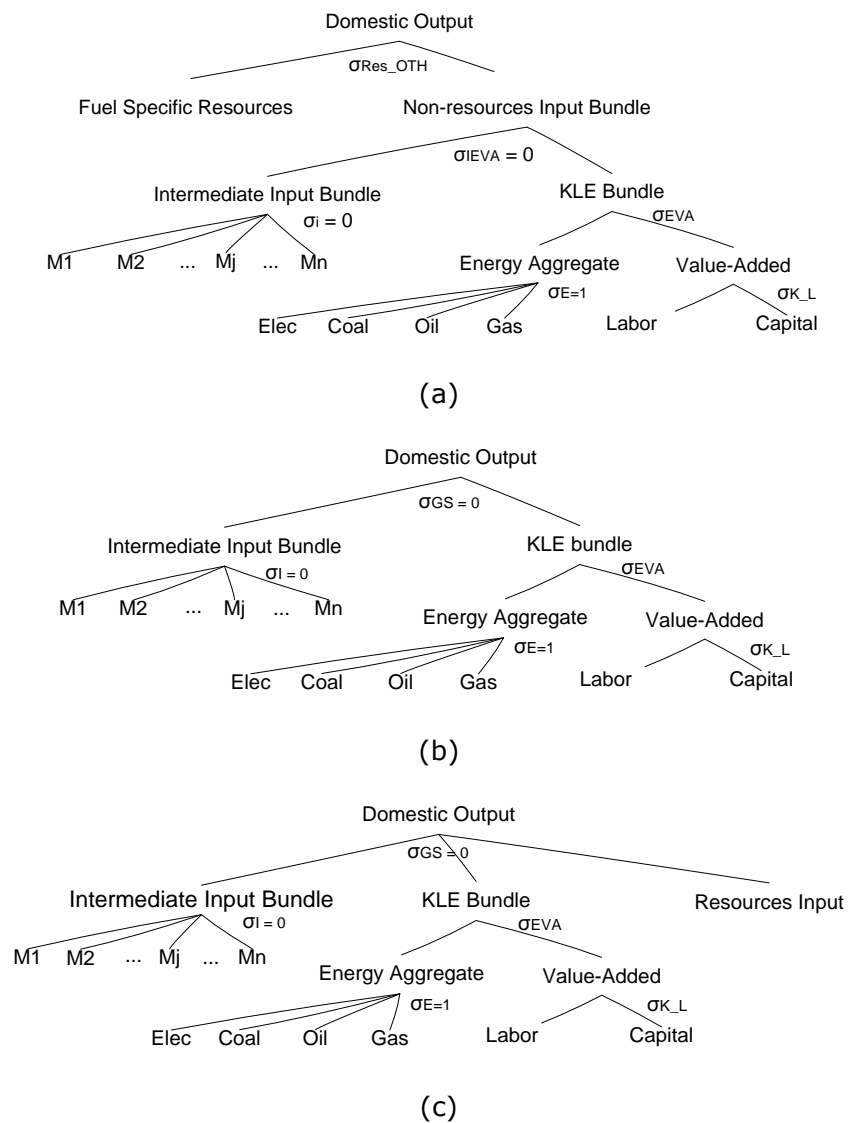 Domestic Output
σRes_OTH
Fuel Specific Resources Non-resources Input Bundle
σIEVA = 0
Intermediate Input Bundle KLE Bundle
σi = 0 σEVA
M1 M2 ... Mj ... Mn Energy Aggregate Value-Added
σE=1 σK_L
Elec Coal Oil Gas Labor Capital
(a)
Domestic Output
σGS = 0
Intermediate Input Bundle KLE bundle
σI = 0 σEVA
M1 M2 ... Mj ... Mn Energy Aggregate Value-Added
σE=1 σK_L
Elec Coal Oil Gas Labor Capital
(b)
Domestic Output
σGS = 0
Intermediate Input Bundle KLE Bundle Resources Input
σI = 0 σEVA
M1 M2 ... Mj ... Mn Energy Aggregate Value-Added
σE=1 σK_L
Elec Coal Oil Gas Labor Capital
(c)